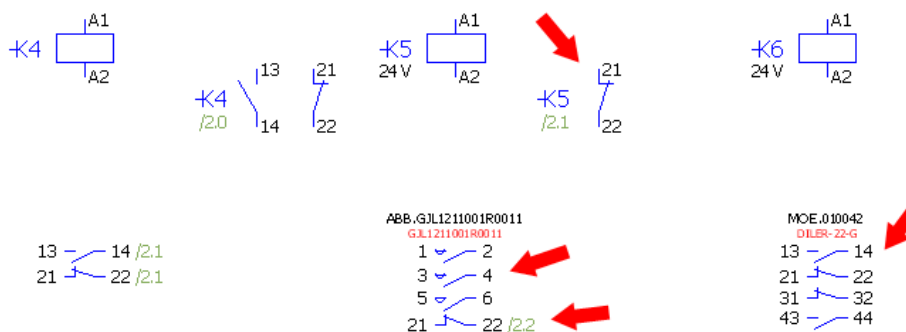 A1
-K4
A2
13
21
-K4
/2.0
14
22
A1
-K5
24 V
A2
21
-K5
/2.1
22
A1
-K6
24 V
A2
13 14 /2.1
21 22 /2.1
ABB.GJL1211001R0011
GJL1211001R0011
1 2
3 4
5 6
21 22 /2.2
MOE.010042
DILER-22-G
13 14
21 22
31 32
43 44